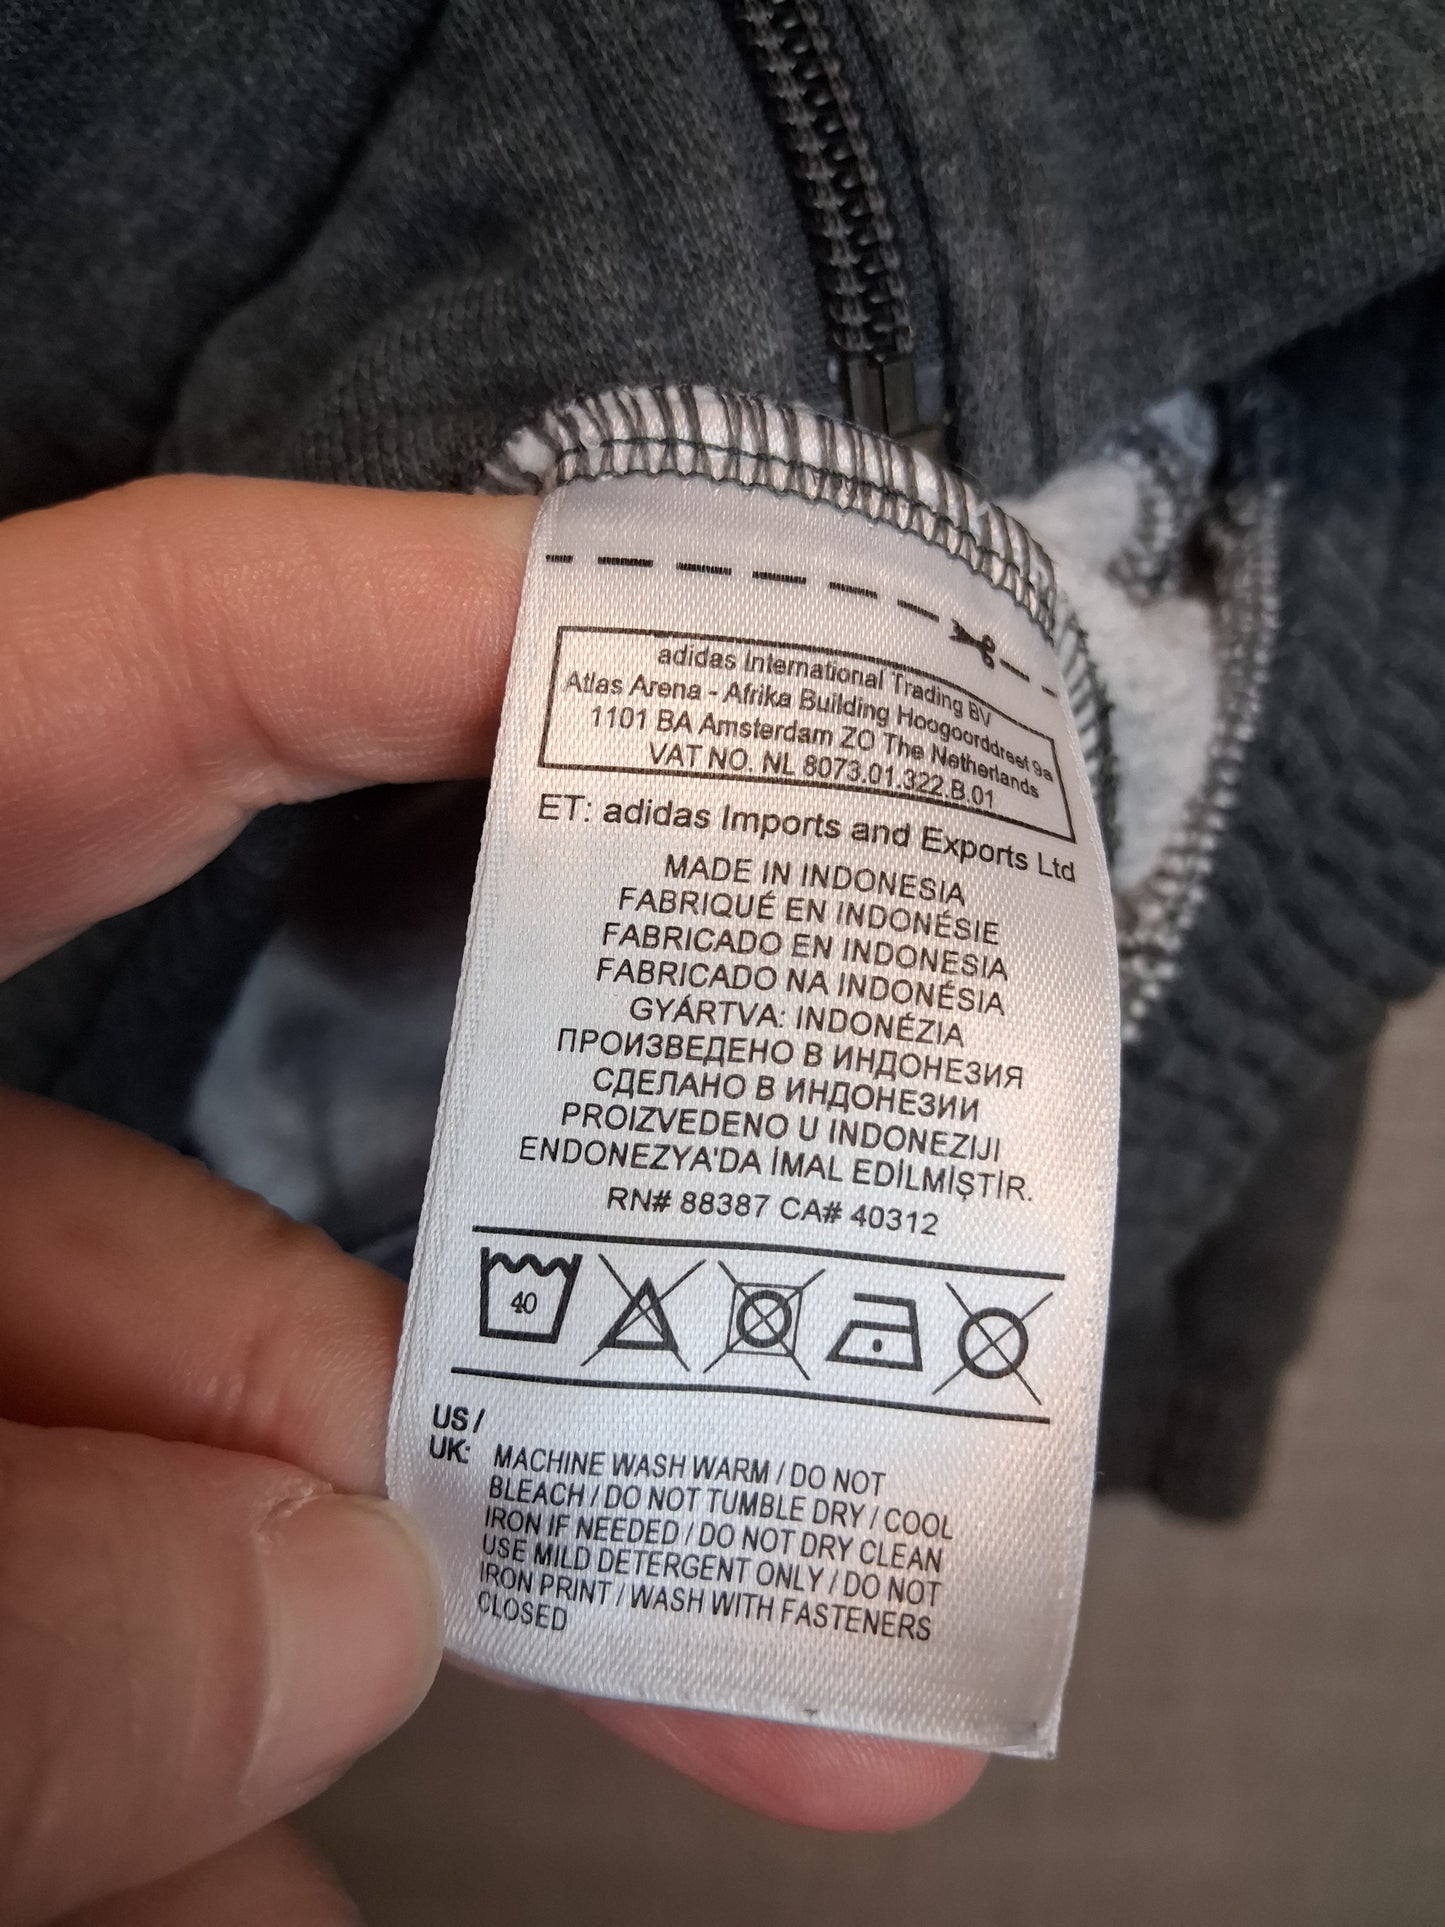 adidas International Trading BV
Atlas Arena - Afrika Building Hoogoorddreef 9a
1101 BA Amsterdam ZO The Netherlands
VAT NO. NL 8073.01.322.B.01
ET: adidas Imports and Exports Ltd
MADE IN INDONESIA
FABRIQUÉ EN INDONÉSIE
FABRICADO EN INDONESIA
FABRICADO NA INDONÉSIA
GYÁRTVA: INDONÉZIA
ПРОИЗВЕДЕНО В ИНДОНЕЗИЯ
СДЕЛАНО В ИНДОНЕЗИИ
PROIZVEDENO U INDONEZIJI
ENDONEZYA'DA İMAL EDİLMİŞTİR.
RN# 88387 CA# 40312
40
US /
UK: MACHINE WASH WARM / DO NOT
BLEACH / DO NOT TUMBLE DRY / COOL
IRON IF NEEDED / DO NOT DRY CLEAN
USE MILD DETERGENT ONLY / DO NOT
IRON PRINT / WASH WITH FASTENERS
CLOSED